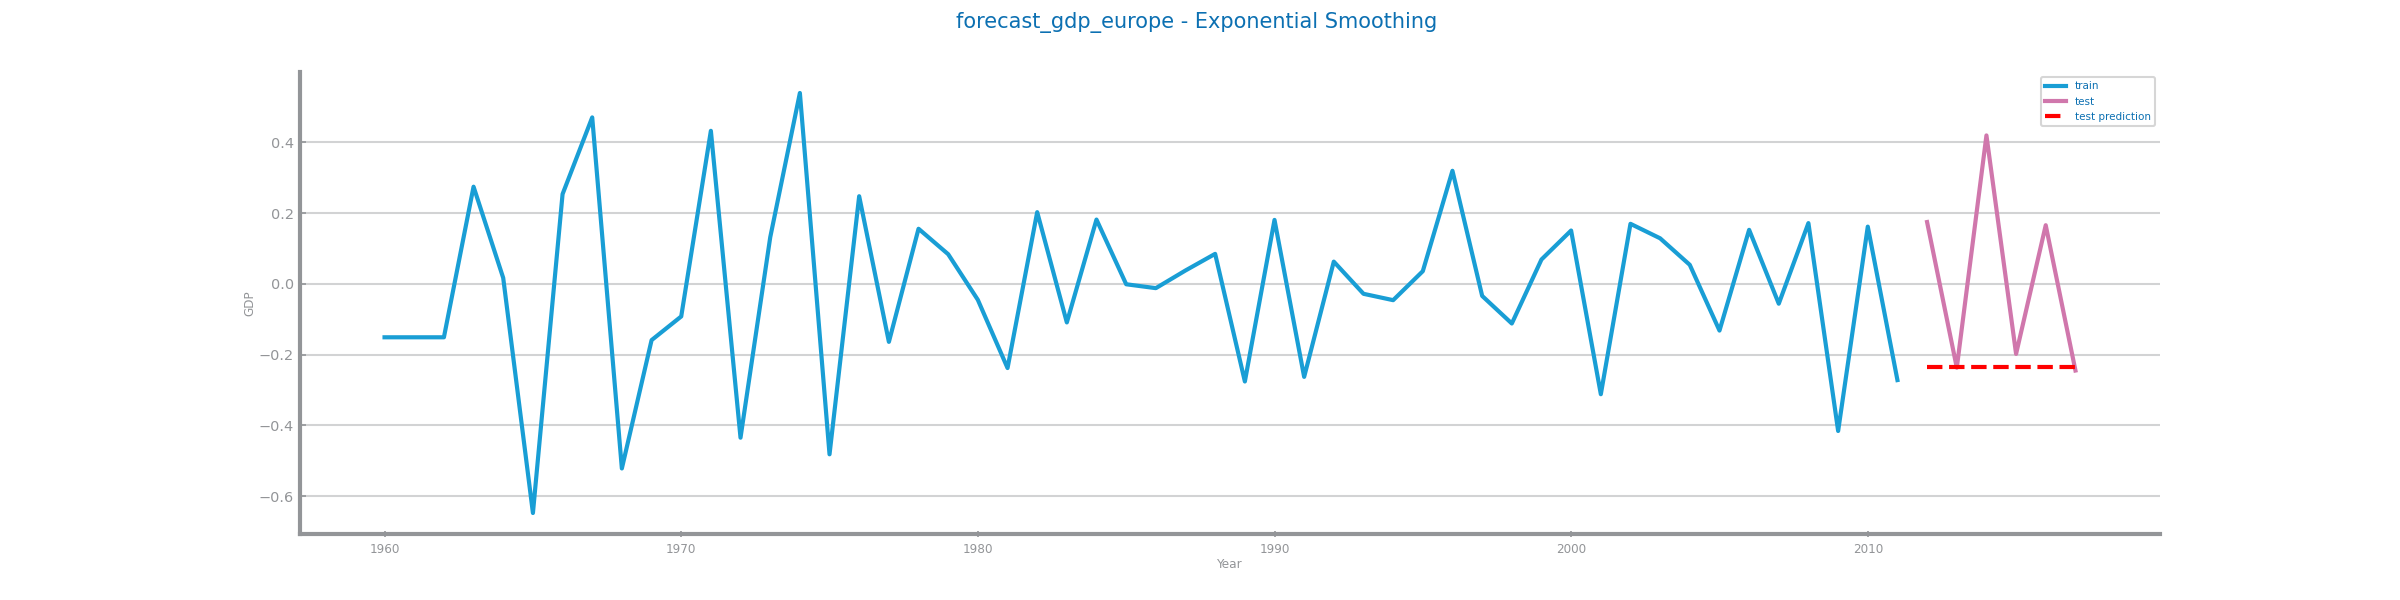 forecast_gdp_europe - Exponential Smoothing
train
test
test prediction
0.4
0.2
0.0
−0.2
−0.4
−0.6
GDP
1960 1970 1980 1990 2000 2010
Year